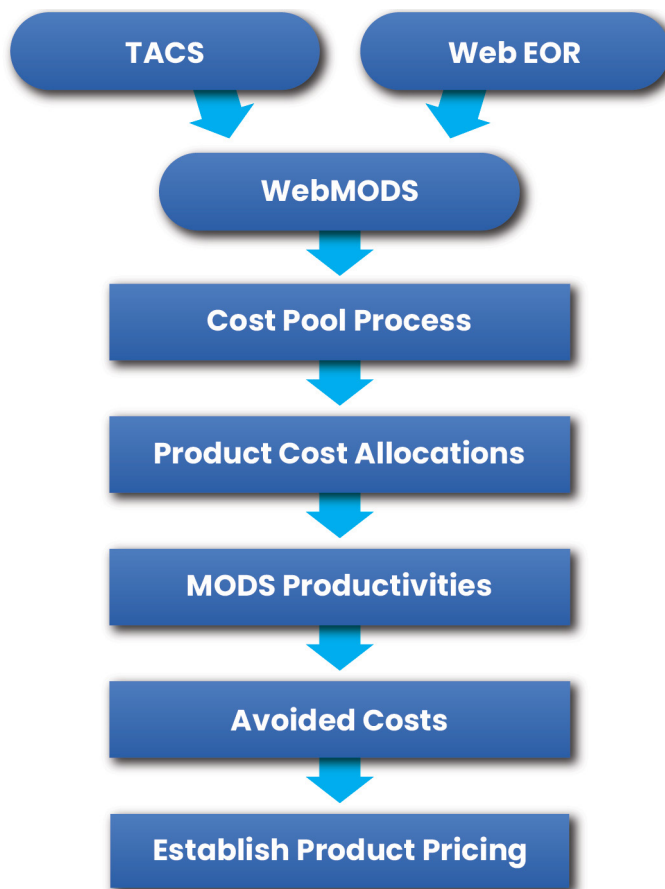 TACS
Web EOR
WebMODS
Cost Pool Process
Product Cost Allocations
MODS Productivities
Avoided Costs
Establish Product Pricing